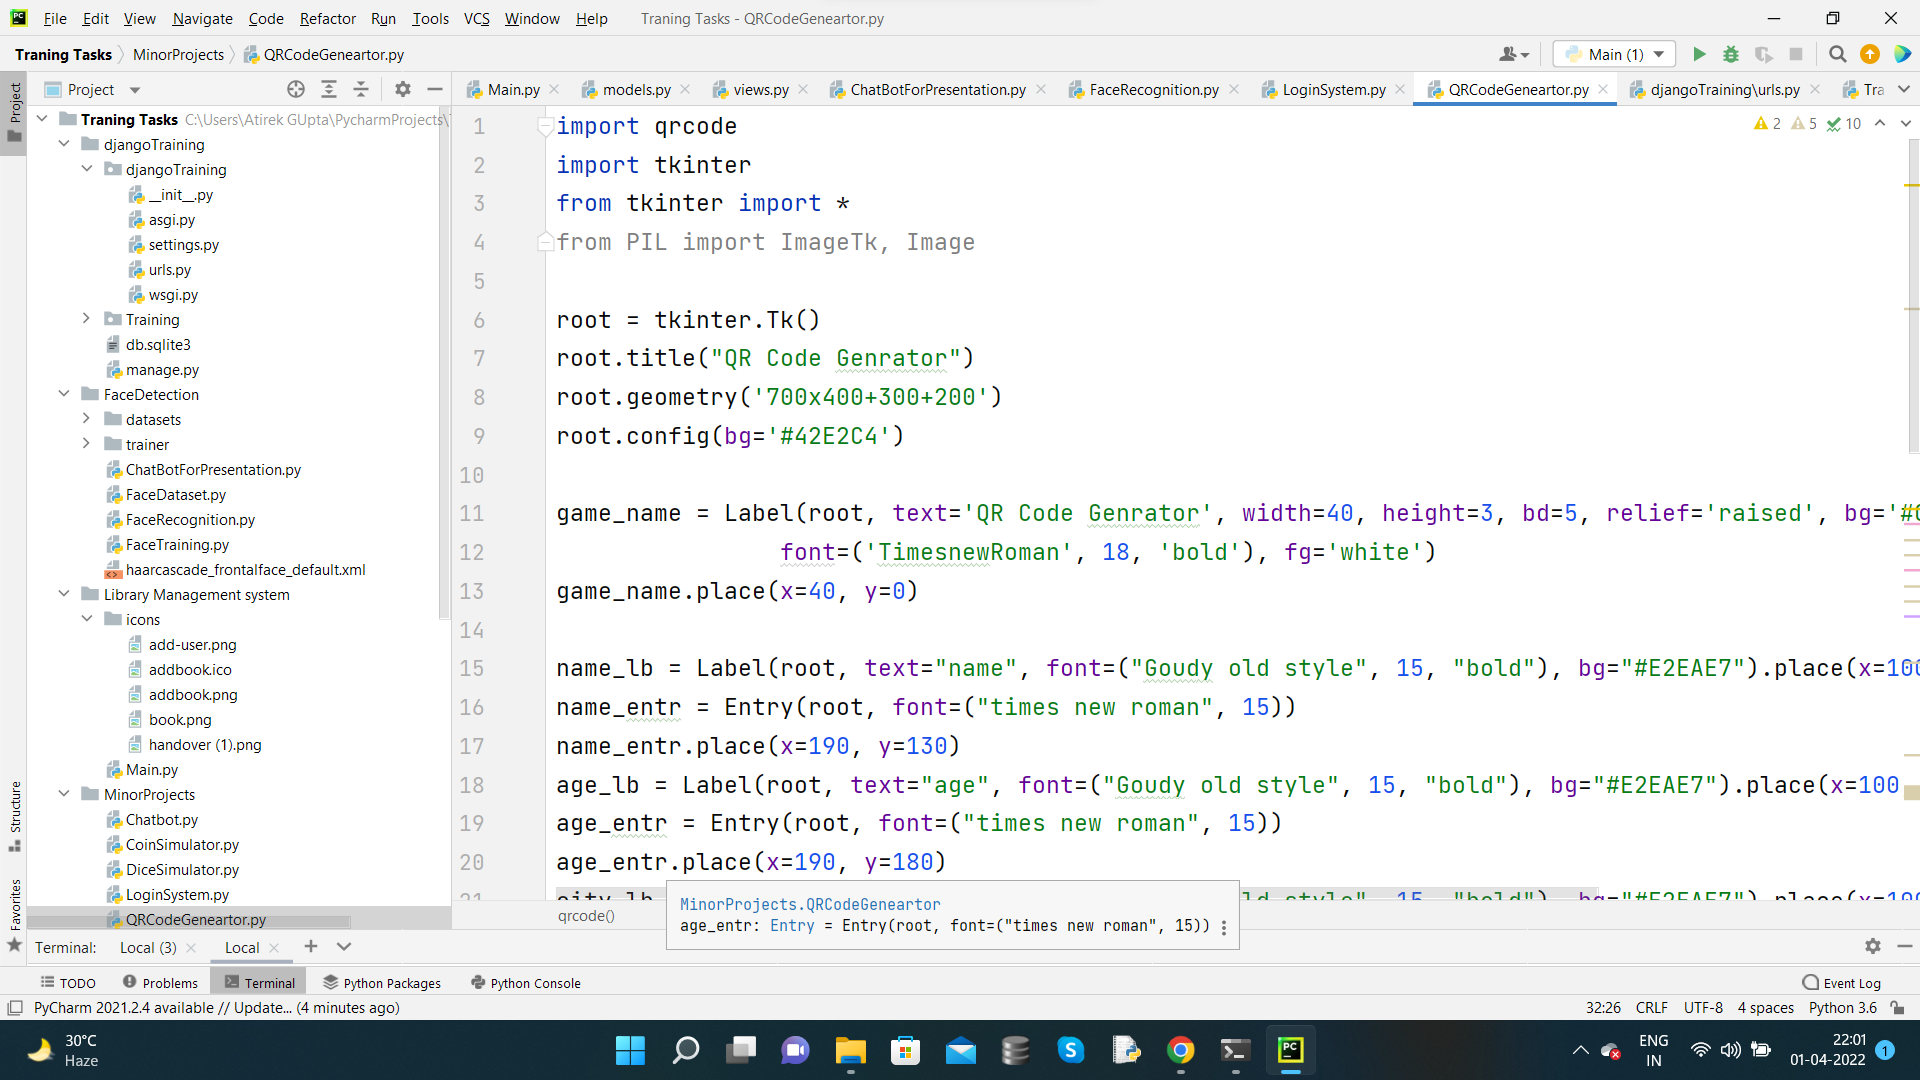 File Edit View Navigate Code Refactor Run Tools VCS Window Help Traning Tasks - QRCodeGeneartor.py
Traning Tasks MinorProjects QRCodeGeneartor.py Main (1)
Project Main.py models.py views.py ChatBotForPresentation.py FaceRecognition.py LoginSystem.py QRCodeGeneartor.py djangoTraining\urls.py Tra
Project
Structure
Favorites
Traning Tasks C:\Users\Atirek GUpta\PycharmProjects\
djangoTraining
djangoTraining
__init__.py
asgi.py
settings.py
urls.py
wsgi.py
Training
db.sqlite3
manage.py
FaceDetection
datasets
trainer
ChatBotForPresentation.py
FaceDataset.py
FaceRecognition.py
FaceTraining.py
haarcascade_frontalface_default.xml
Library Management system
icons
add-user.png
addbook.ico
addbook.png
book.png
handover (1).png
Main.py
MinorProjects
Chatbot.py
CoinSimulator.py
DiceSimulator.py
LoginSystem.py
QRCodeGeneartor.py
2 5 10
1 import qrcode
2 import tkinter
3 from tkinter import *
4 from PIL import ImageTk, Image
5
6 root = tkinter.Tk()
7 root.title("QR Code Genrator")
8 root.geometry('700x400+300+200')
9 root.config(bg='#42E2C4')
10
11 game_name = Label(root, text='QR Code Genrator', width=40, height=3, bd=5, relief='raised', bg='#
12 font=('TimesnewRoman', 18, 'bold'), fg='white')
13 game_name.place(x=40, y=0)
14
15 name_lb = Label(root, text="name", font=("Goudy old style", 15, "bold"), bg="#E2EAE7").place(x=100
16 name_entr = Entry(root, font=("times new roman", 15))
17 name_entr.place(x=190, y=130)
18 age_lb = Label(root, text="age", font=("Goudy old style", 15, "bold"), bg="#E2EAE7").place(x=100
19 age_entr = Entry(root, font=("times new roman", 15))
20 age_entr.place(x=190, y=180)
21 city_lb old style", 15, "bold"), bg="#E2EAE7").place(x=100
MinorProjects.QRCodeGeneartor
age_entr: Entry = Entry(root, font=("times new roman", 15))
qrcode()
Terminal: Local (3) Local
TODO Problems Terminal Python Packages Python Console Event Log
PyCharm 2021.2.4 available // Update... (4 minutes ago) 32:26 CRLF UTF-8 4 spaces Python 3.6
30°C
Haze
ENG
IN
22:01
01-04-2022
1